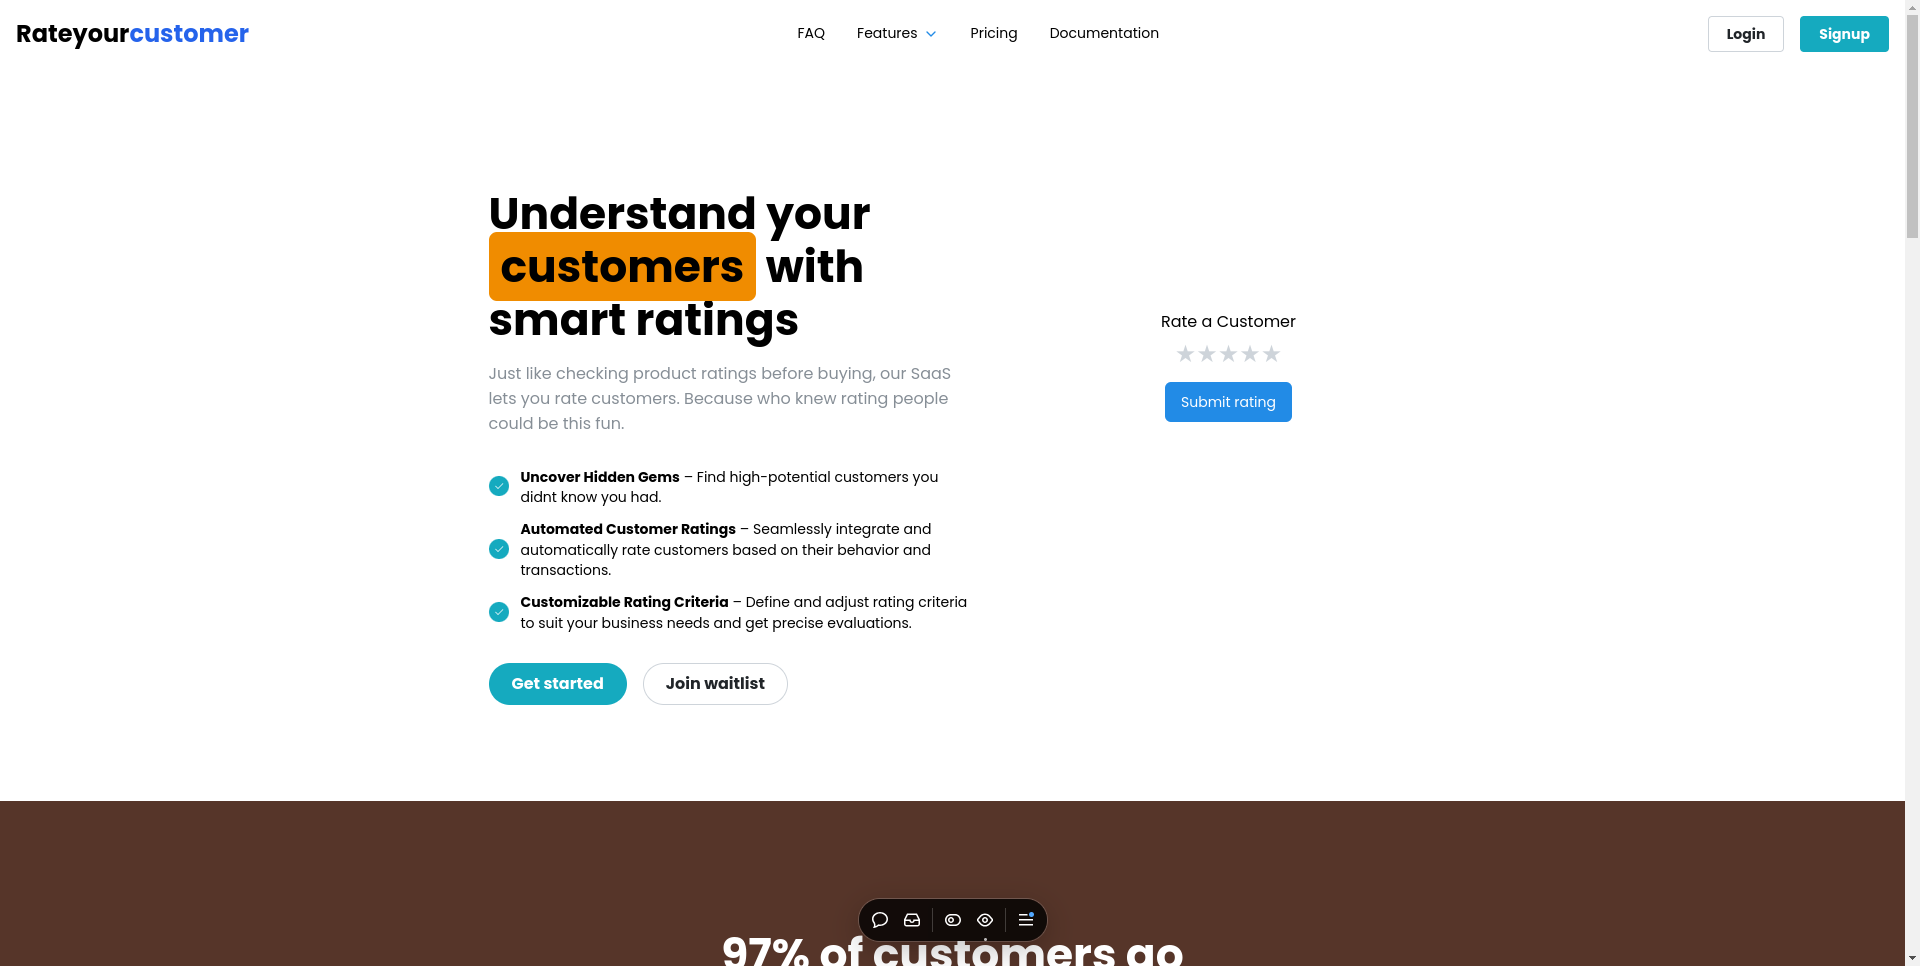 Rateyourcustomer
FAQ
Features
Pricing
Documentation
Login
Signup
Understand your
customers with
smart ratings
Just like checking product ratings before buying, our SaaS
lets you rate customers. Because who knew rating people
could be this fun.
Uncover Hidden Gems – Find high-potential customers you
didnt know you had.
Automated Customer Ratings – Seamlessly integrate and
automatically rate customers based on their behavior and
transactions.
Customizable Rating Criteria – Define and adjust rating criteria
to suit your business needs and get precise evaluations.
Get started
Join waitlist
Rate a Customer
★★★★★
Submit rating
97% of customers go